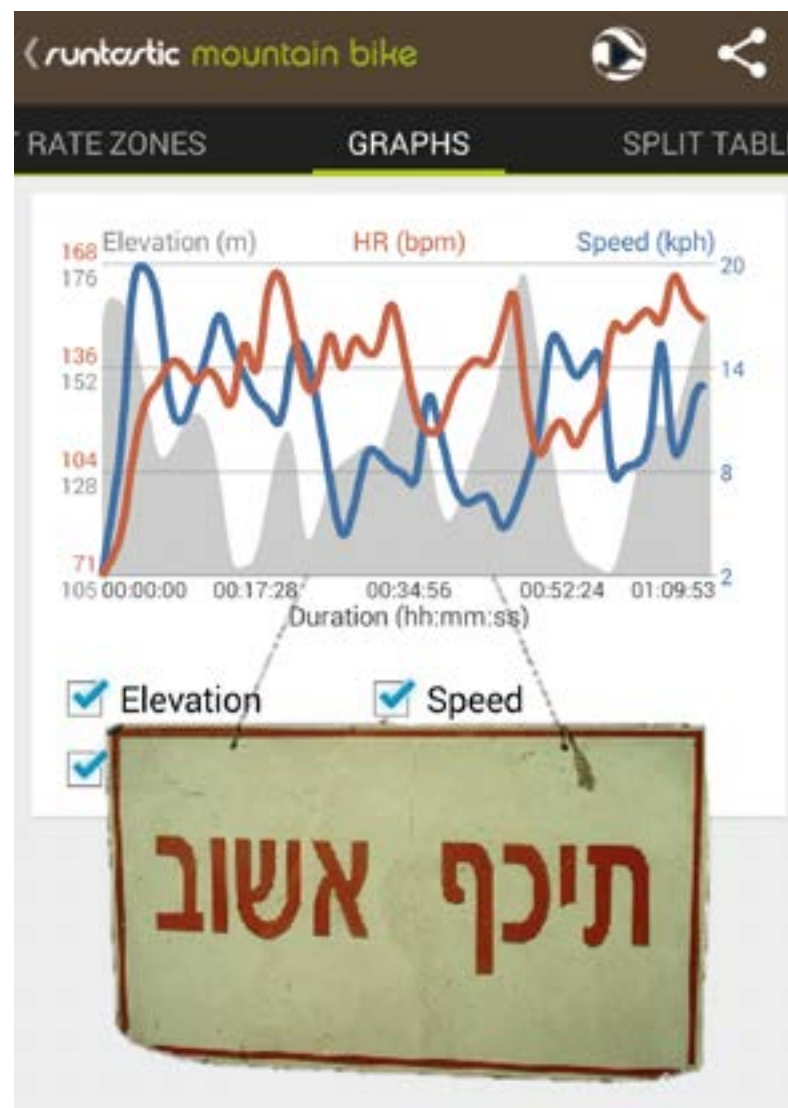 runtastic mountain bike
T RATE ZONES GRAPHS SPLIT TABL
Elevation (m) HR (bpm) Speed (kph)
168 176 20
136 152 14
104 128 8
71 105 2
00:00:00 00:17:28 00:34:56 00:52:24 01:09:53
Duration (hh:mm:ss)
Elevation Speed
תיכף אשוב